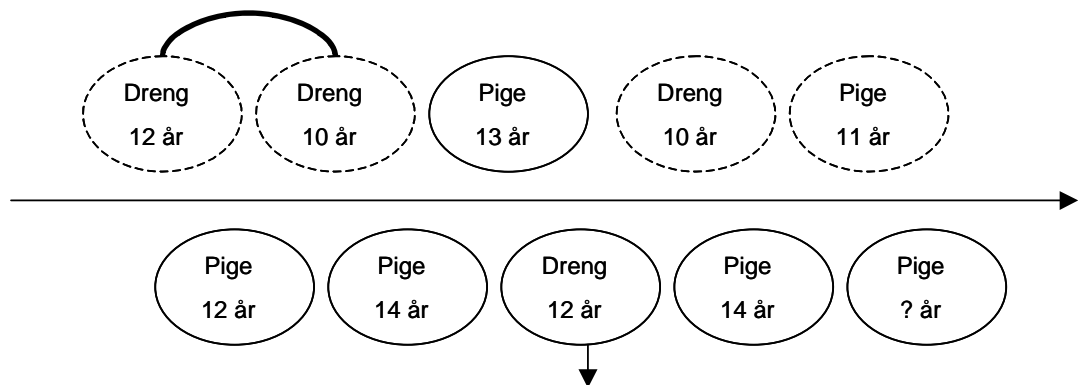 Dreng
12 år
Dreng
10 år
Pige
13 år
Dreng
10 år
Pige
11 år
Pige
12 år
Pige
14 år
Dreng
12 år
Pige
14 år
Pige
? år